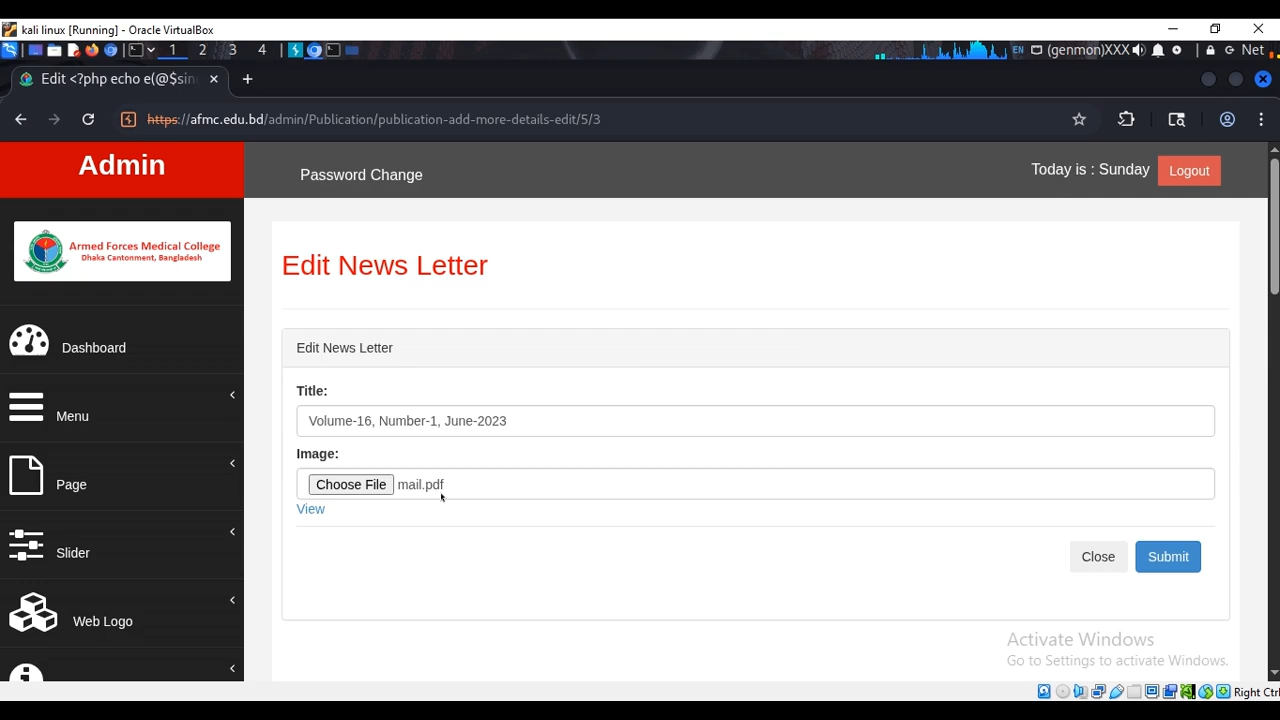 kali linux [Running] - Oracle VirtualBox
1 2 3 4 EN (genmon)XXX Net
Edit <?php echo e(@$sin
https://afmc.edu.bd/admin/Publication/publication-add-more-details-edit/5/3
Admin
Password Change
Today is : Sunday
Logout
Armed Forces Medical College
Dhaka Cantonment, Bangladesh
Dashboard
Menu
Page
Slider
Web Logo
Edit News Letter
Edit News Letter
Title:
Volume-16, Number-1, June-2023
Image:
Choose File mail.pdf
View
Close Submit
Activate Windows
Go to Settings to activate Windows.
Right Ctrl